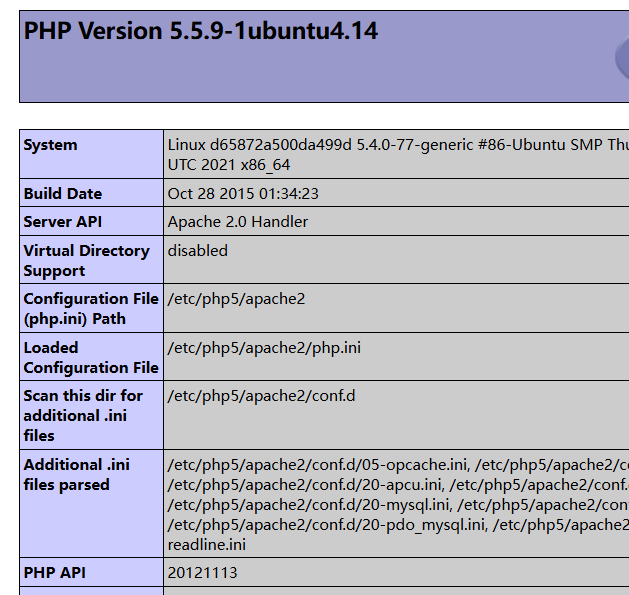 PHP Version 5.5.9-1ubuntu4.14
System
Linux d65872a500da499d 5.4.0-77-generic #86-Ubuntu SMP Thu
UTC 2021 x86_64
Build Date
Oct 28 2015 01:34:23
Server API
Apache 2.0 Handler
Virtual Directory
Support
disabled
Configuration File
(php.ini) Path
/etc/php5/apache2
Loaded
Configuration File
/etc/php5/apache2/php.ini
Scan this dir for
additional .ini
files
/etc/php5/apache2/conf.d
Additional .ini
files parsed
/etc/php5/apache2/conf.d/05-opcache.ini, /etc/php5/apache2/
/etc/php5/apache2/conf.d/20-apcu.ini, /etc/php5/apache2/conf.
/etc/php5/apache2/conf.d/20-mysql.ini, /etc/php5/apache2/
/etc/php5/apache2/conf.d/20-pdo_mysql.ini, /etc/php5/apache2
readline.ini
PHP API
20121113